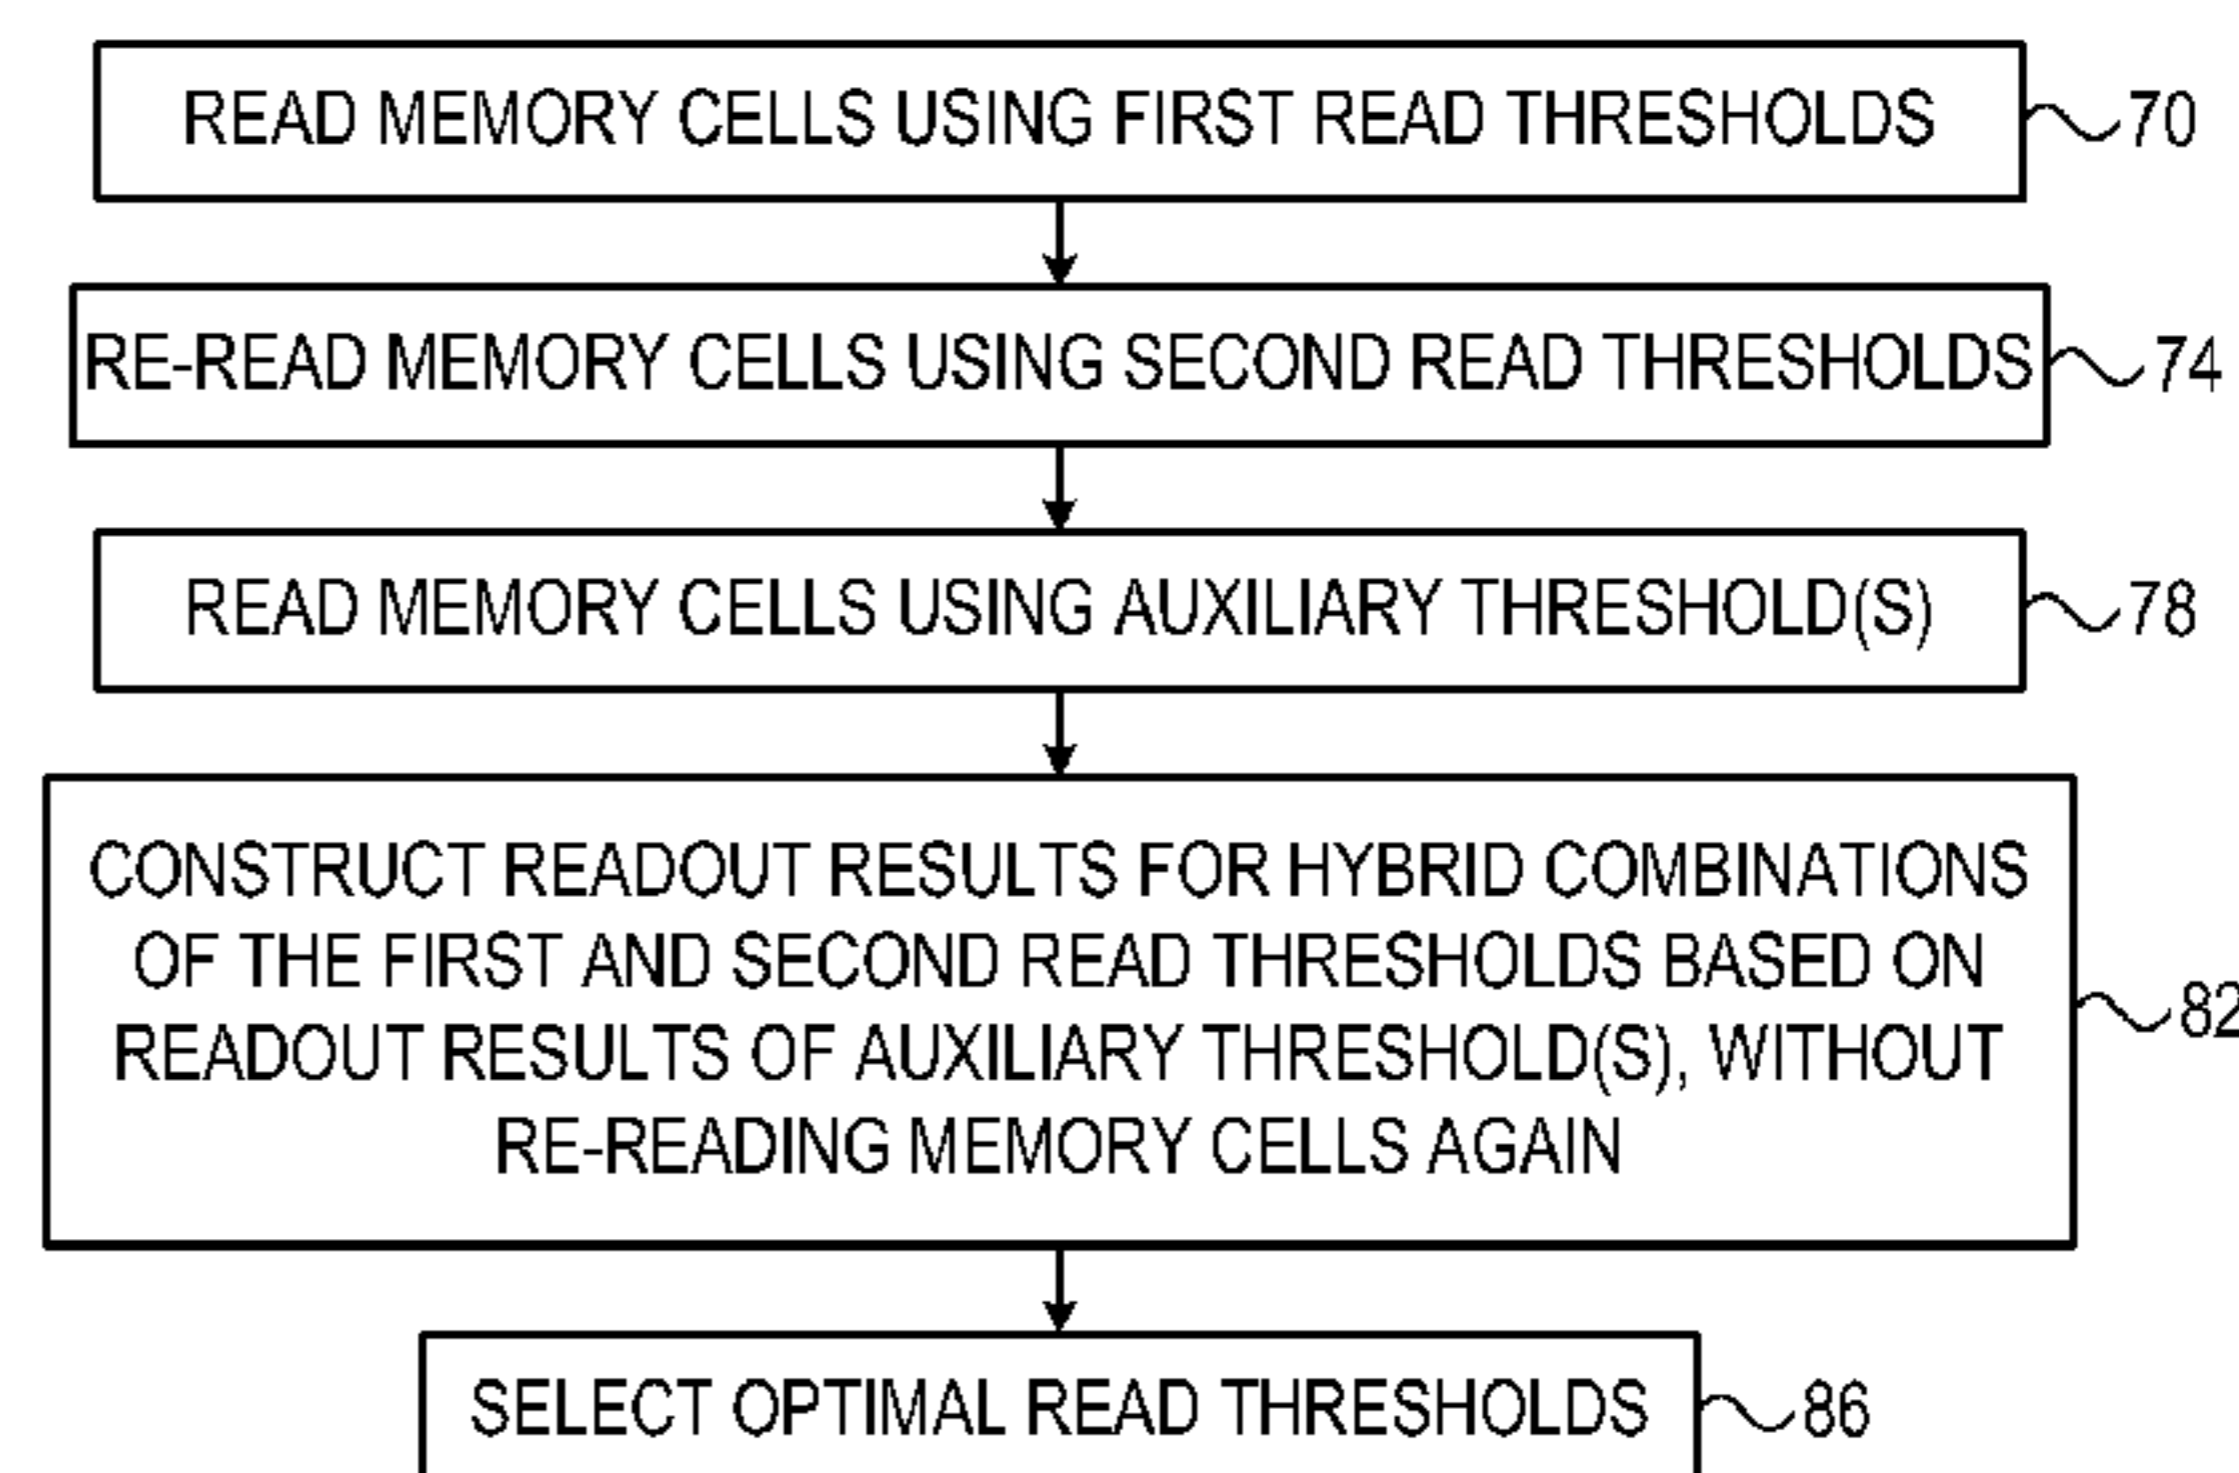 READ MEMORY CELLS USING FIRST READ THRESHOLDS
70
RE-READ MEMORY CELLS USING SECOND READ THRESHOLDS
74
READ MEMORY CELLS USING AUXILIARY THRESHOLD(S)
78
CONSTRUCT READOUT RESULTS FOR HYBRID COMBINATIONS
OF THE FIRST AND SECOND READ THRESHOLDS BASED ON
READOUT RESULTS OF AUXILIARY THRESHOLD(S), WITHOUT
RE-READING MEMORY CELLS AGAIN
82
SELECT OPTIMAL READ THRESHOLDS
86